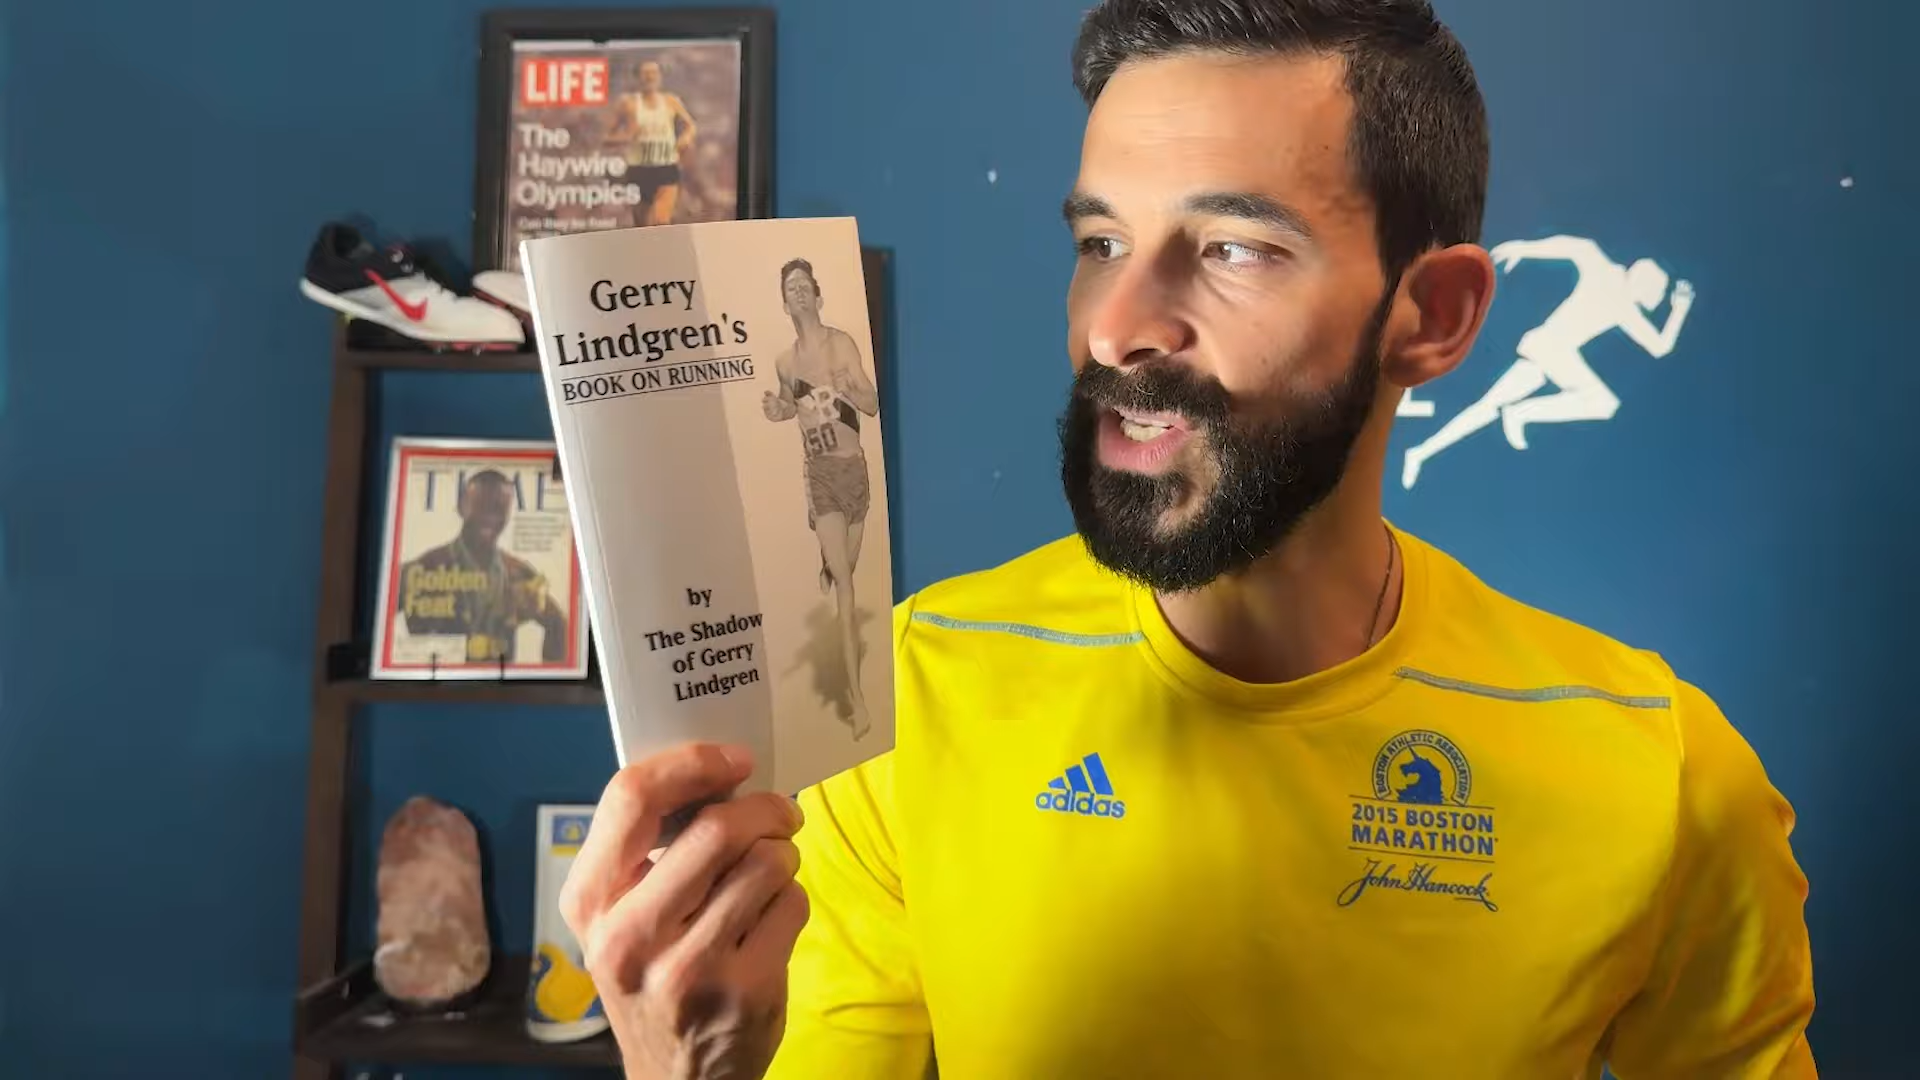 LIFE
The
Haywire
Olympics
Gerry
Lindgren's
BOOK ON RUNNING
50
by
The Shadow
of Gerry
Lindgren
TIME
Golden
Feat
adidas
BOSTON ATHLETIC ASSOCIATION
2015 BOSTON
MARATHON
John Hancock